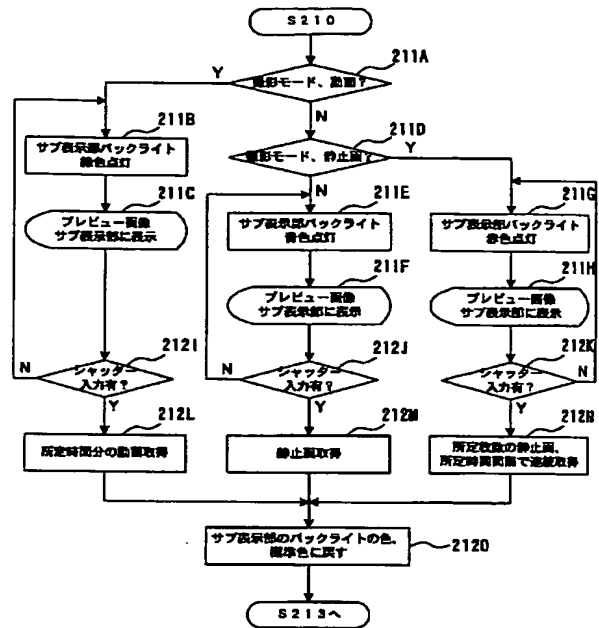 S210
211A
撮影モード、動画?
Y
N
211B
サブ表示部バックライト
緑色点灯
211C
プレビュー画像
サブ表示部に表示
211D
撮影モード、静止画?
Y
N
211E
サブ表示部バックライト
青色点灯
211F
プレビュー画像
サブ表示部に表示
211G
サブ表示部バックライト
赤色点灯
211H
プレビュー画像
サブ表示部に表示
212I
シャッター
入力有?
N
Y
212J
シャッター
入力有?
N
Y
212K
シャッター
入力有?
N
Y
212L
所定時間分の動画取得
212M
静止画取得
212N
所定枚数の静止画、
所定時間間隔で連続取得
212O
サブ表示部のバックライトの色、
標準色に戻す
S213へ